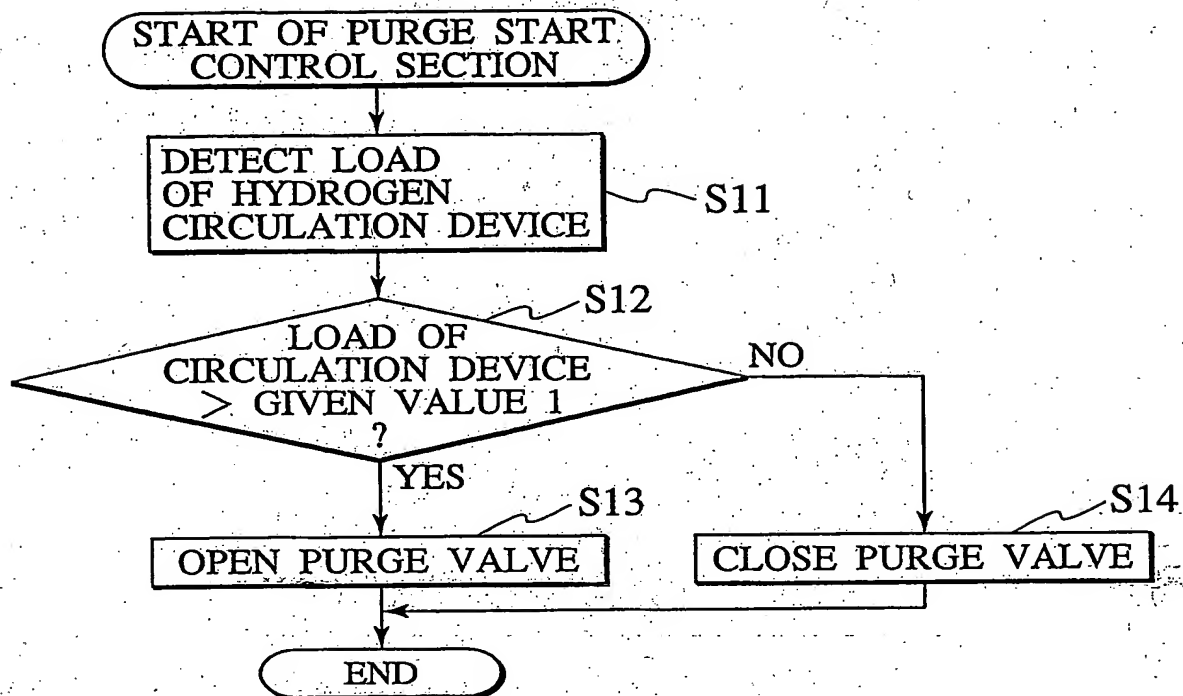 START OF PURGE START
CONTROL SECTION
DETECT LOAD
OF HYDROGEN
CIRCULATION DEVICE
S11
S12
LOAD OF
CIRCULATION DEVICE
> GIVEN VALUE 1
?
NO
YES
S13
OPEN PURGE VALVE
S14
CLOSE PURGE VALVE
END